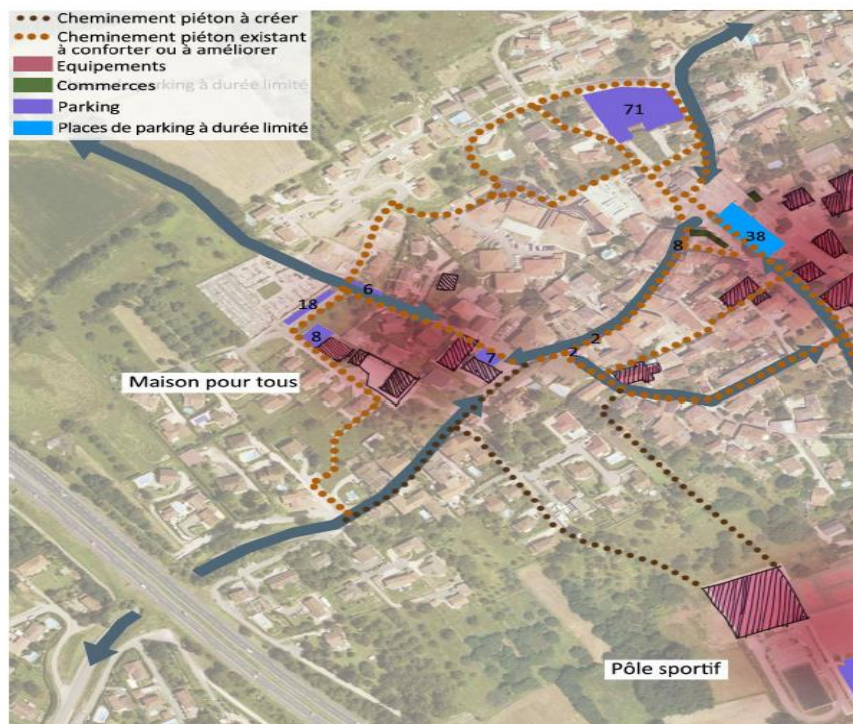 Cheminement piéton à créer
Cheminement piéton existant
à conforter ou à améliorer
Equipements
Commerces
Parking
Places de parking à durée limité
71
38
8
6
18
8
2
7
7
Maison pour tous
Pôle sportif